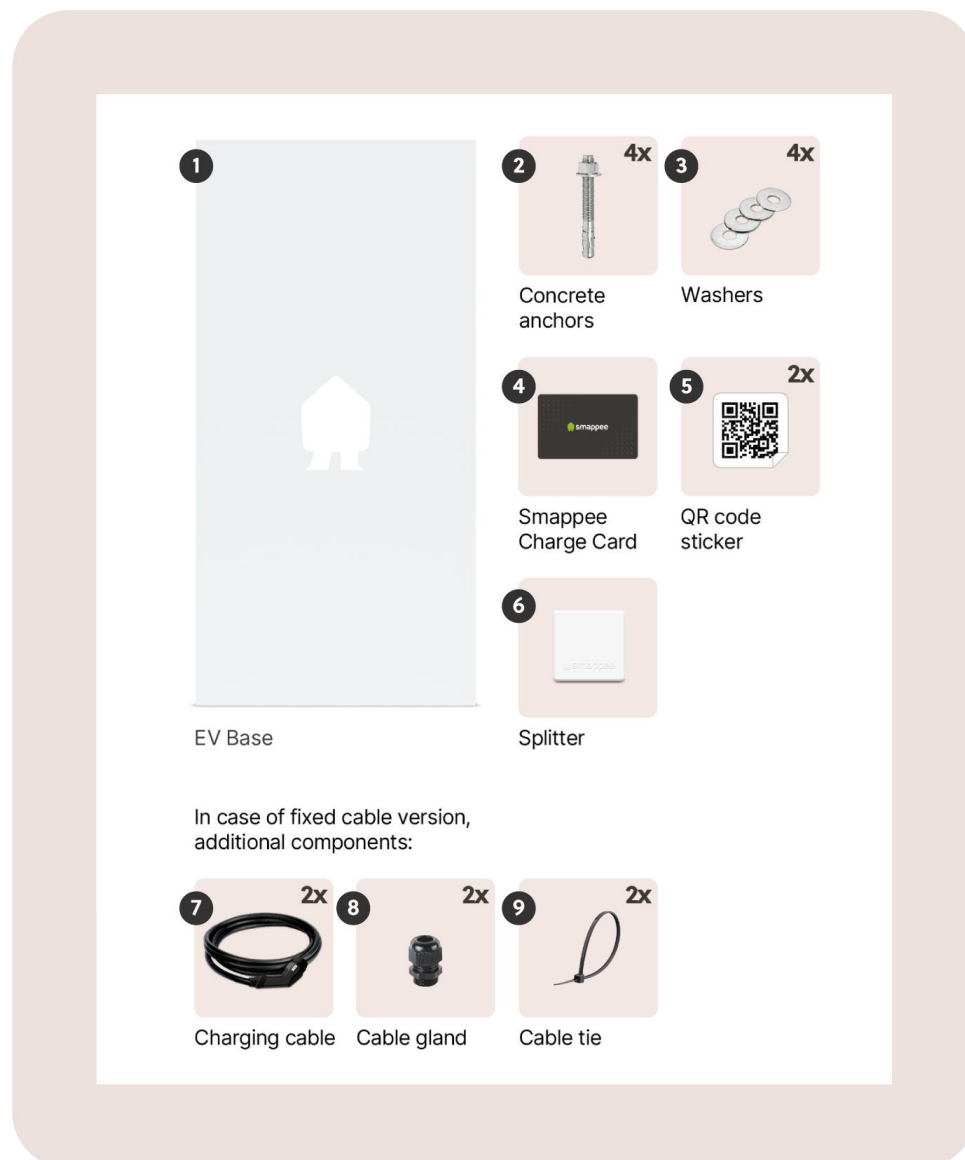 1
EV Base
2
4x
Concrete
anchors
3
4x
Washers
4
smappee
Smappee
Charge Card
5
2x
QR code
sticker
6
smappee
Splitter
In case of fixed cable version,
additional components:
7
2x
Charging cable
8
2x
Cable gland
9
2x
Cable tie